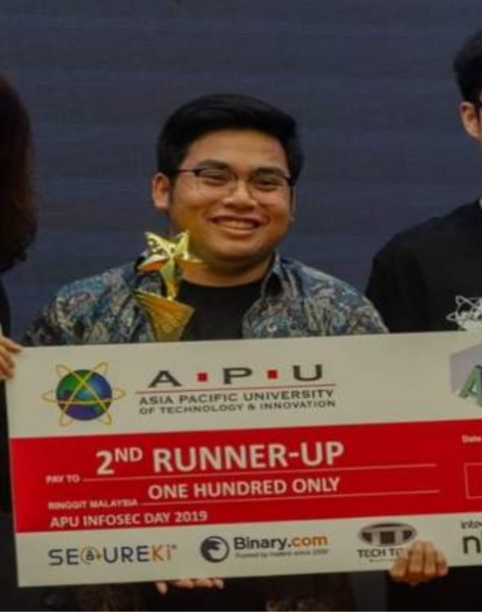 A·P·U
ASIA PACIFIC UNIVERSITY
OF TECHNOLOGY & INNOVATION
Date
PAY TO 2ND RUNNER-UP
RINGGIT MALAYSIA ONE HUNDRED ONLY
APU INFOSEC DAY 2019
SECUREKi
Binary.com
TECH